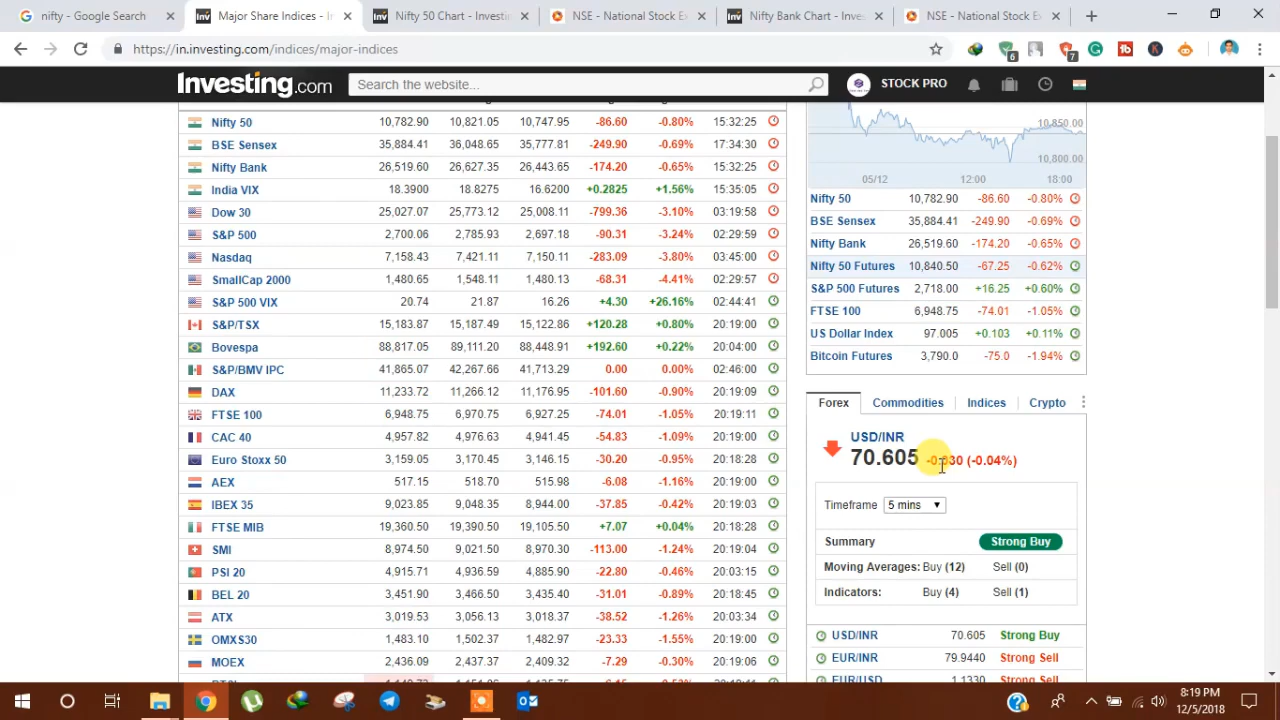 nifty - Google Search
Major Share Indices - In
Nifty 50 Chart - Investin
NSE - National Stock Ex
Nifty Bank Chart - Inves
NSE - National Stock Ex
https://in.investing.com/indices/major-indices
6
7
Investing.com
Search the website...
STOCK PRO
Nifty 50 10,782.90 10,821.05 10,747.95 -86.60 -0.80% 15:32:25
BSE Sensex 35,884.41 36,048.65 35,777.81 -249.90 -0.69% 17:34:30
Nifty Bank 26,519.60 26,627.35 26,443.65 -174.20 -0.65% 15:32:25
India VIX 18.3900 18.8275 16.6200 +0.2825 +1.56% 15:35:05
Dow 30 25,027.07 25,773.12 25,008.11 -799.36 -3.10% 03:19:58
S&P 500 2,700.06 2,785.93 2,697.18 -90.31 -3.24% 02:29:59
Nasdaq 7,158.43 7,421.11 7,150.11 -283.09 -3.80% 03:45:00
SmallCap 2000 1,480.65 1,548.11 1,480.13 -68.31 -4.41% 02:29:57
S&P 500 VIX 20.74 21.87 16.26 +4.30 +26.16% 02:44:41
S&P/TSX 15,183.87 15,187.49 15,122.86 +120.28 +0.80% 20:19:00
Bovespa 88,817.05 89,111.20 88,448.91 +192.60 +0.22% 20:04:00
S&P/BMV IPC 41,865.07 42,267.66 41,713.29 0.00 0.00% 02:46:00
DAX 11,233.72 11,266.12 11,176.95 -101.60 -0.90% 20:19:09
FTSE 100 6,948.75 6,970.75 6,927.25 -74.01 -1.05% 20:19:11
CAC 40 4,957.82 4,976.63 4,941.45 -54.83 -1.09% 20:19:00
Euro Stoxx 50 3,159.05 3,170.45 3,146.15 -30.20 -0.95% 20:18:28
AEX 517.15 518.70 515.98 -6.08 -1.16% 20:19:00
IBEX 35 9,023.85 9,048.35 8,944.00 -37.85 -0.42% 20:19:03
FTSE MIB 19,360.50 19,390.50 19,105.50 +7.07 +0.04% 20:18:28
SMI 8,974.50 9,021.50 8,970.30 -113.00 -1.24% 20:19:04
PSI 20 4,915.71 4,936.59 4,885.90 -22.80 -0.46% 20:03:15
BEL 20 3,451.90 3,466.50 3,435.40 -31.01 -0.89% 20:18:45
ATX 3,019.53 3,056.13 3,018.37 -38.52 -1.26% 20:03:34
OMXS30 1,483.10 1,502.37 1,482.97 -23.33 -1.55% 20:19:00
MOEX 2,436.09 2,437.37 2,409.32 -7.29 -0.30% 20:19:06
10,850.00
10,800.00
05/12 12:00 18:00
Nifty 50 10,782.90 -86.60 -0.80%
BSE Sensex 35,884.41 -249.90 -0.69%
Nifty Bank 26,519.60 -174.20 -0.65%
Nifty 50 Futures 10,840.50 -67.25 -0.62%
S&P 500 Futures 2,718.00 +16.25 +0.60%
FTSE 100 6,948.75 -74.01 -1.05%
US Dollar Index 97.005 +0.103 +0.11%
Bitcoin Futures 3,790.0 -75.0 -1.94%
Forex Commodities Indices Crypto
USD/INR
70.605 -0.030 (-0.04%)
Timeframe 5 mins
Summary Strong Buy
Moving Averages: Buy (12) Sell (0)
Indicators: Buy (4) Sell (1)
USD/INR 70.605 Strong Buy
EUR/INR 79.9440 Strong Sell
EUR/USD 1.1330 Strong Sell
8:19 PM
12/5/2018